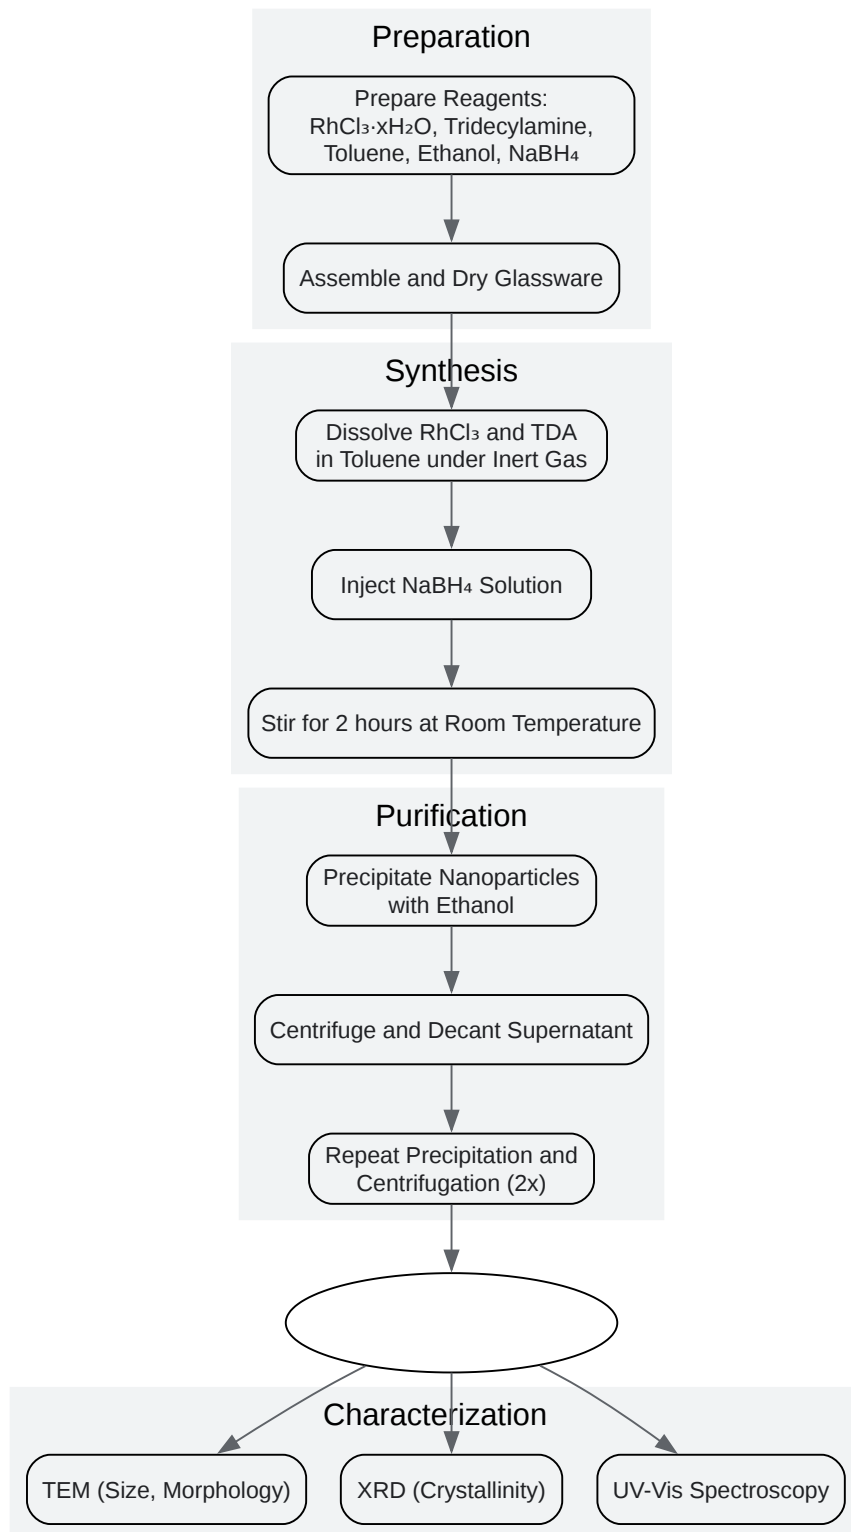 Preparation
Prepare Reagents:
RhCl₃·xH₂O, Tridecylamine,
Toluene, Ethanol, NaBH₄
Assemble and Dry Glassware
Synthesis
Dissolve RhCl₃ and TDA
in Toluene under Inert Gas
Inject NaBH₄ Solution
Stir for 2 hours at Room Temperature
Purification
Precipitate Nanoparticles
with Ethanol
Centrifuge and Decant Supernatant
Repeat Precipitation and
Centrifugation (2x)
Characterization
TEM (Size, Morphology)
XRD (Crystallinity)
UV-Vis Spectroscopy